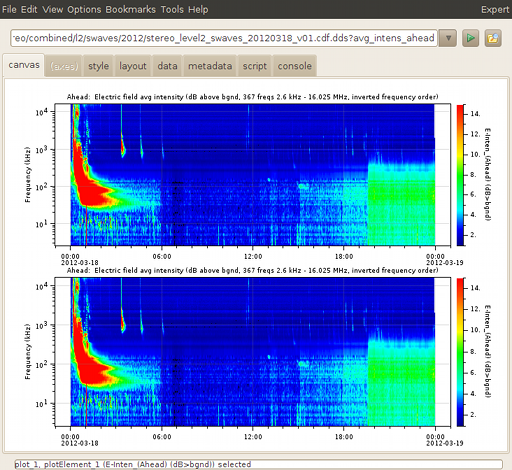 File Edit View Options Bookmarks Tools Help Expert
reo/combined/l2/swaves/2012/stereo_level2_swaves_20120318_v01.cdf.dds?avg_intens_ahead
canvas (axes) style layout data metadata script console
Ahead: Electric field avg intensity (dB above bgnd, 367 freqs 2.6 kHz - 16.025 MHz, inverted frequency order)
10⁴
10³
10²
10¹
Frequency (kHz)
14.
12.
10.
8.
6.
4.
2.
E-Inten_(Ahead) (dB>bgnd)
00:00 06:00 12:00 18:00 00:00
2012-03-18 2012-03-19
Ahead: Electric field avg intensity (dB above bgnd, 367 freqs 2.6 kHz - 16.025 MHz, inverted frequency order)
10⁴
10³
10²
10¹
Frequency (kHz)
14.
12.
10.
8.
6.
4.
2.
E-Inten_(Ahead) (dB>bgnd)
00:00 06:00 12:00 18:00 00:00
2012-03-18 2012-03-19
plot_1, plotElement_1 (E-Inten_(Ahead) (dB>bgnd)) selected